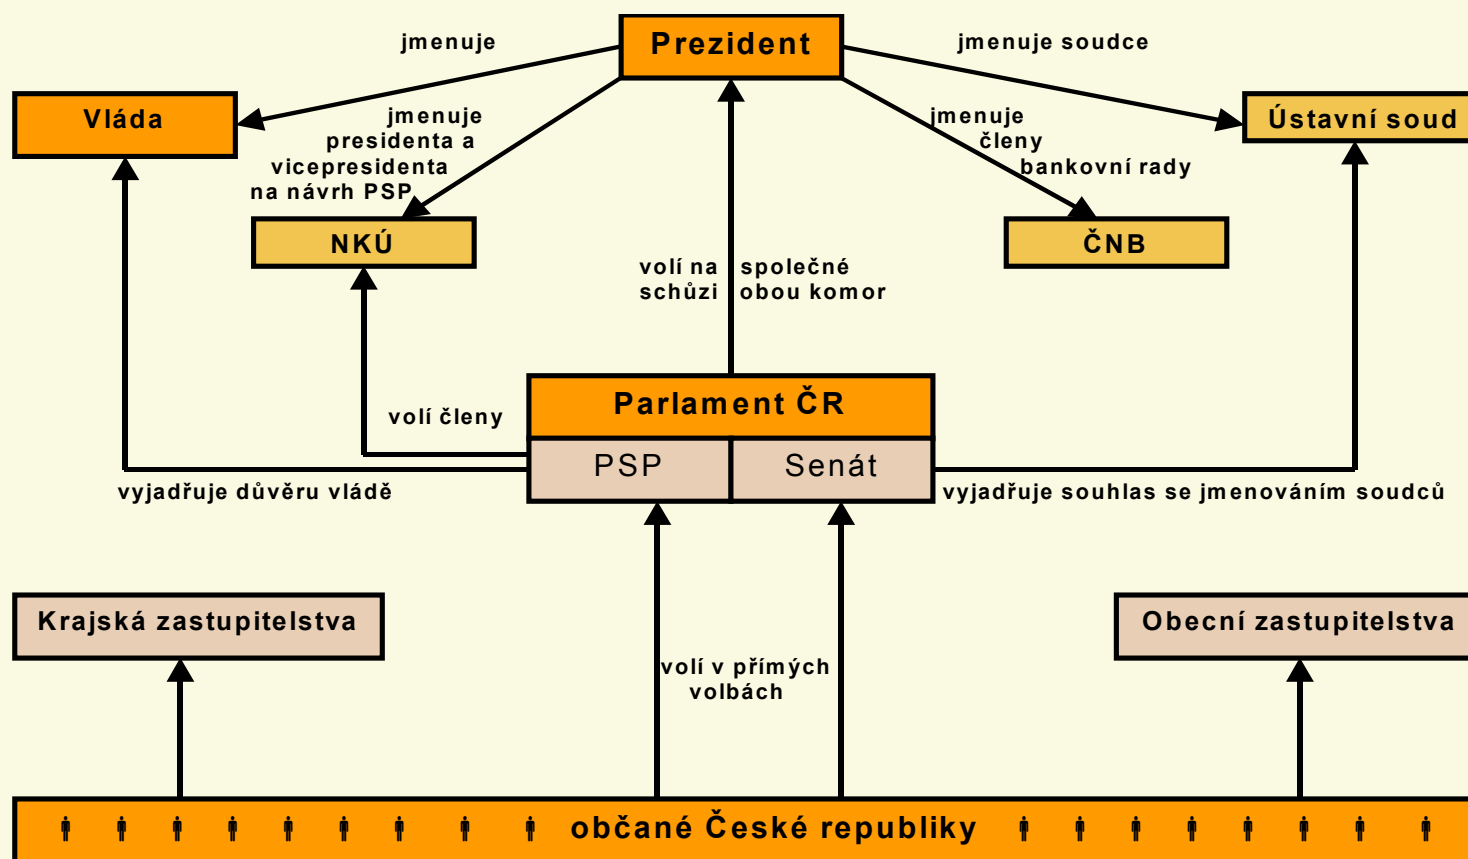 Prezident
jmenuje
jmenuje soudce
Vláda
Ústavní soud
jmenuje
presidenta a
vicepresidenta
na návrh PSP
jmenuje
členy
bankovní rady
NKÚ
ČNB
volí na společné
schůzi obou komor
Parlament ČR
volí členy
PSP
Senát
vyjadřuje důvěru vládě
vyjadřuje souhlas se jmenováním soudců
Krajská zastupitelstva
Obecní zastupitelstva
volí v přímých
volbách
občané České republiky